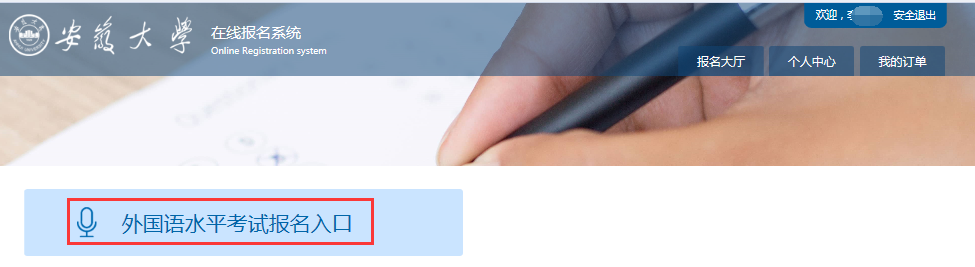 欢迎，李 安全退出
安徽大学
在线报名系统
Online Registration system
报名大厅 个人中心 我的订单
外国语水平考试报名入口